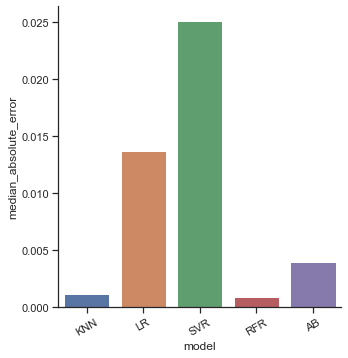 median_absolute_error
0.025
0.020
0.015
0.010
0.005
0.000
KNN
LR
SVR
RFR
AB
model